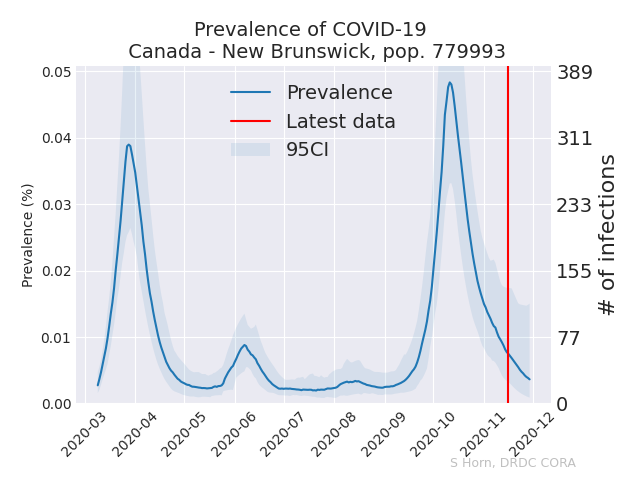 Prevalence of COVID-19
Canada - New Brunswick, pop. 779993
Prevalence (%)
0.05
0.04
0.03
0.02
0.01
0.00
Prevalence
Latest data
95CI
389
311
233
155
77
0
# of infections
2020-03
2020-04
2020-05
2020-06
2020-07
2020-08
2020-09
2020-10
2020-11
2020-12
S Horn, DRDC CORA